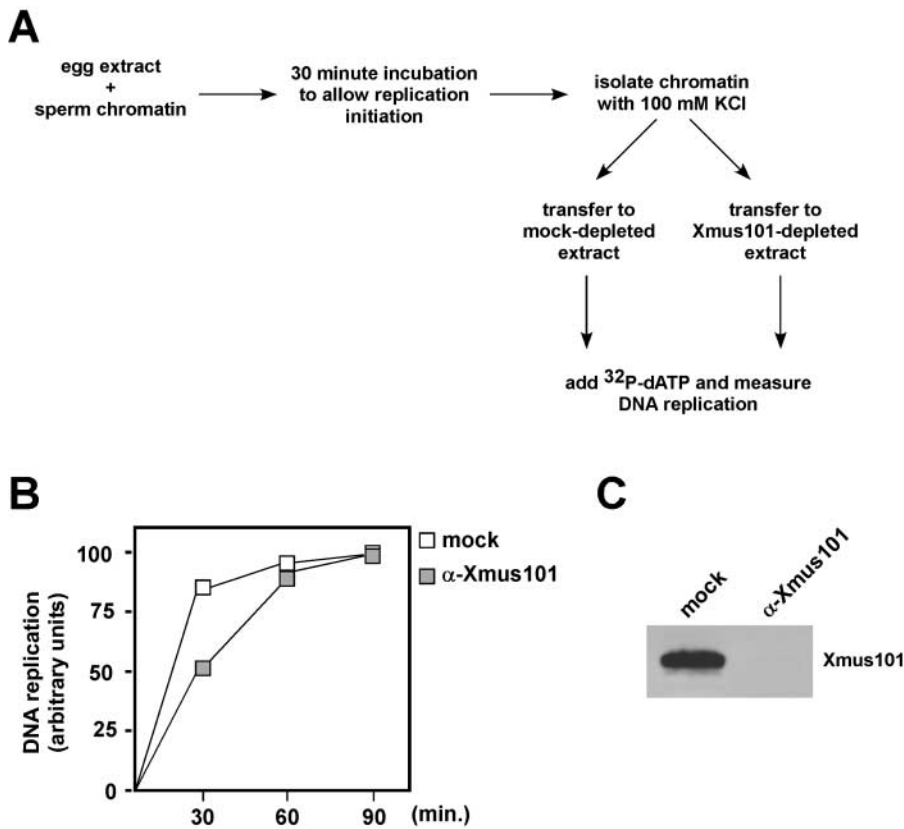 A
egg extract
+
sperm chromatin
30 minute incubation
to allow replication
initiation
isolate chromatin
with 100 mM KCl
transfer to
mock-depleted
extract
transfer to
Xmus101-depleted
extract
add 32P-dATP and measure
DNA replication
B
DNA replication
(arbitrary units)
100
75
50
25
0
30
60
90
(min.)
mock
α-Xmus101
C
mock
α-Xmus101
Xmus101